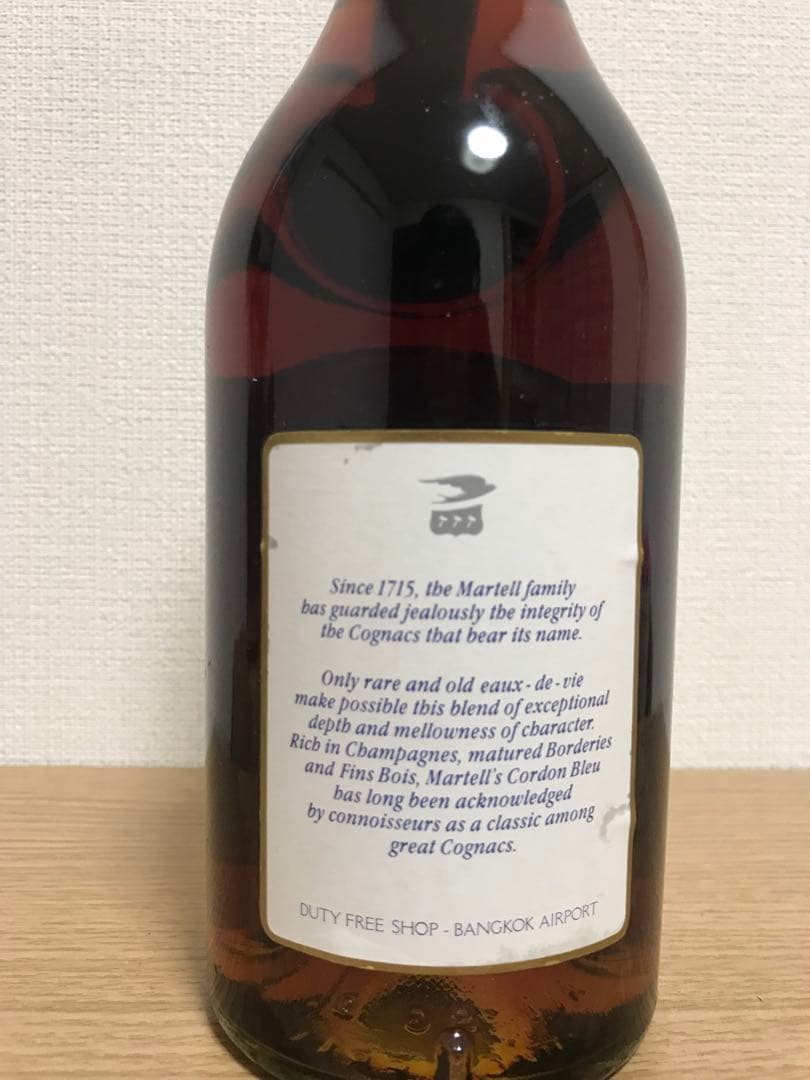 Since 1715, the Martell family
has guarded jealously the integrity of
the Cognacs that bear its name.
Only rare and old eaux - de - vie
make possible this blend of exceptional
depth and mellowness of character.
Rich in Champagnes, matured Borderies
and Fins Bois, Martell's Cordon Bleu
has long been acknowledged
by connoisseurs as a classic among
great Cognacs.
DUTY FREE SHOP - BANGKOK AIRPORT